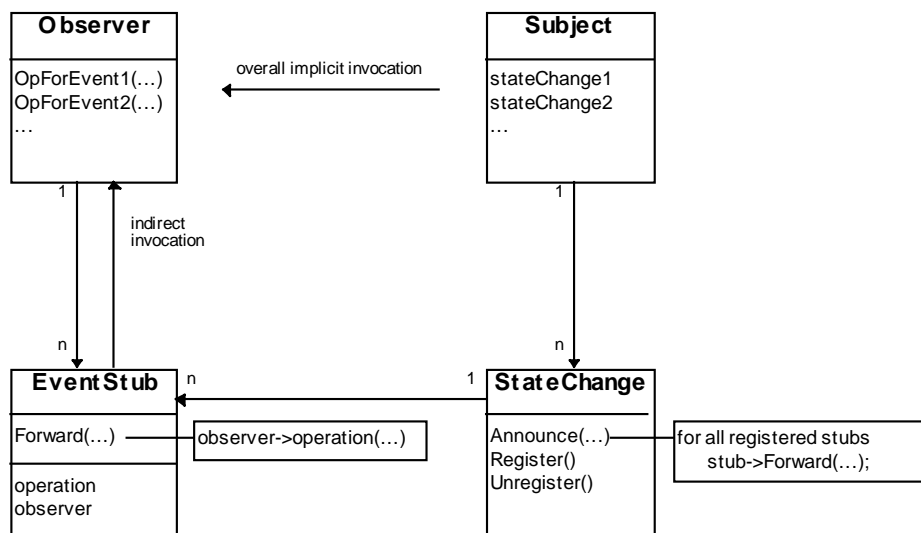 Observer
OpForEvent1(…)
OpForEvent2(…)
…
overall implicit invocation
Subject
stateChange1
stateChange2
…
1
indirect
invocation
n
1
n
EventStub
Forward(…)
operation
observer
observer->operation(…)
n
1
StateChange
Announce(…)
Register()
Unregister()
for all registered stubs
stub->Forward(…);